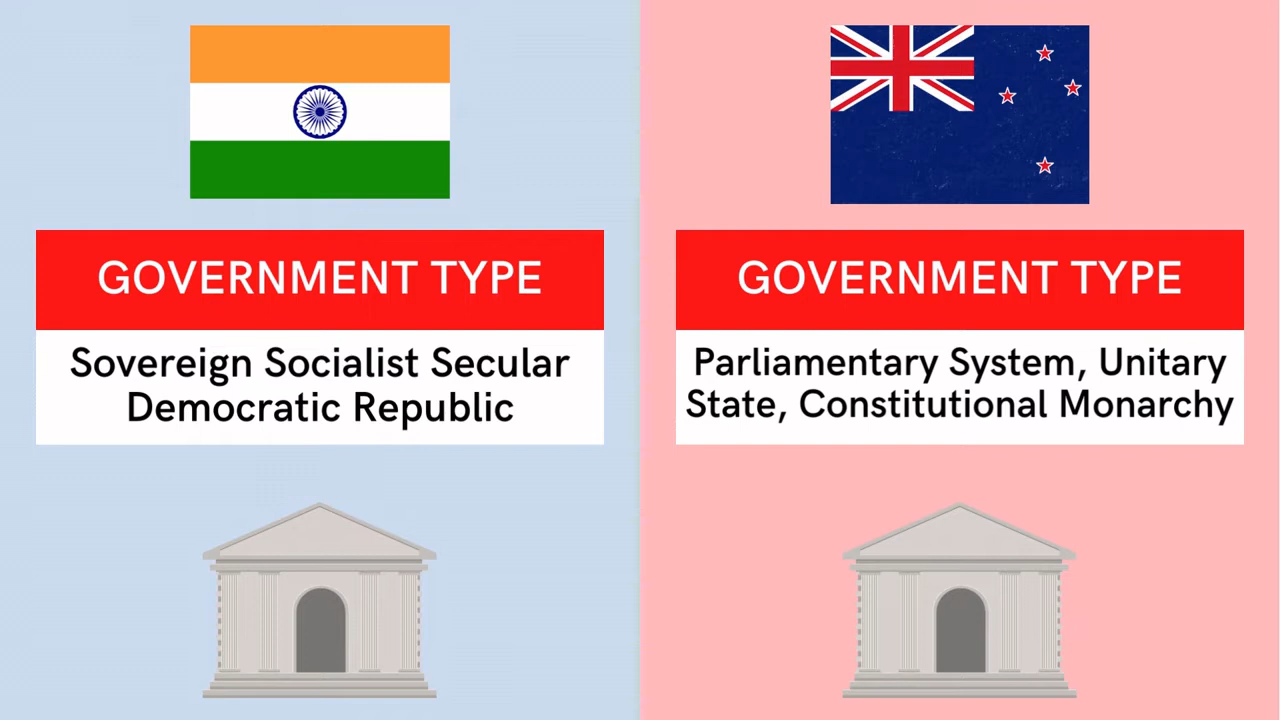 GOVERNMENT TYPE
Sovereign Socialist Secular
Democratic Republic
GOVERNMENT TYPE
Parliamentary System, Unitary
State, Constitutional Monarchy